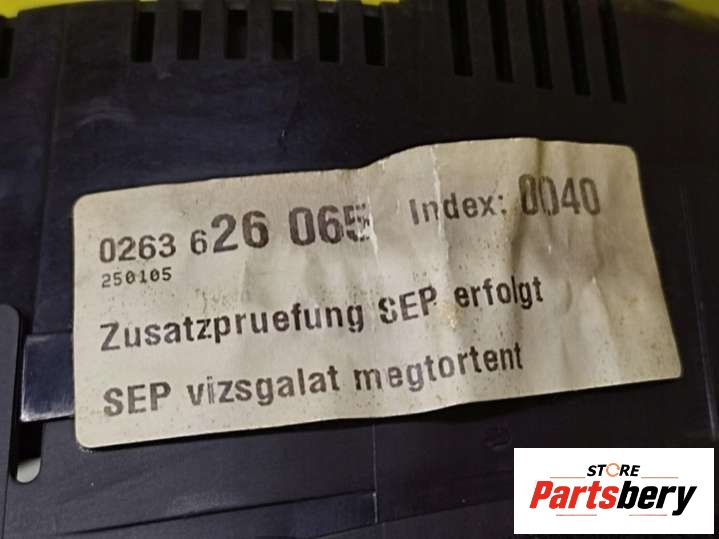 0263 626 065 Index: 0040
250105
Zusatzpruefung SEP erfolgt
SEP vizsgalat megtortent
STORE
Partsbery